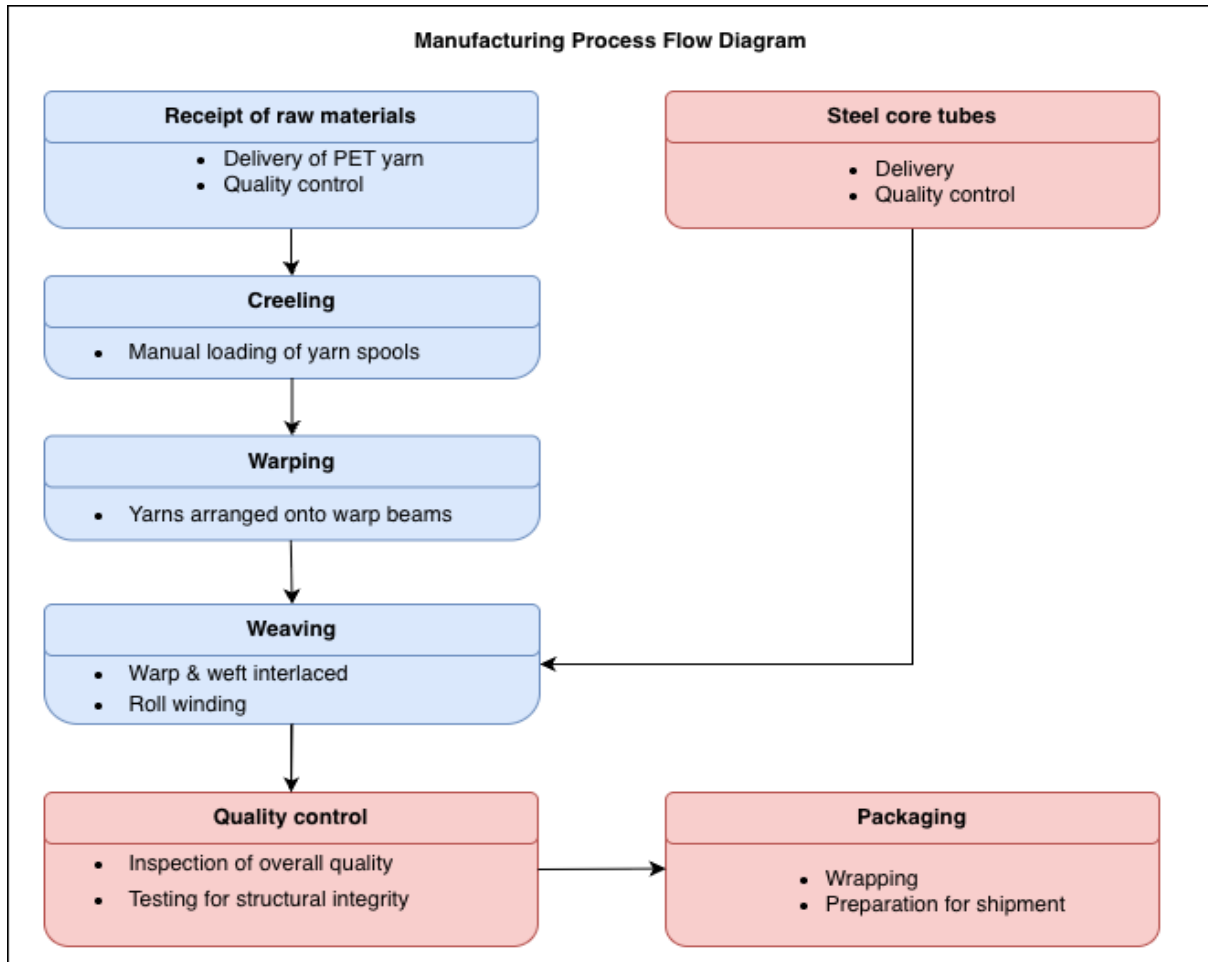 Manufacturing Process Flow Diagram
Receipt of raw materials
• Delivery of PET yarn
• Quality control
Steel core tubes
• Delivery
• Quality control
Creeling
• Manual loading of yarn spools
Warping
• Yarns arranged onto warp beams
Weaving
• Warp & weft interlaced
• Roll winding
Quality control
• Inspection of overall quality
• Testing for structural integrity
Packaging
• Wrapping
• Preparation for shipment